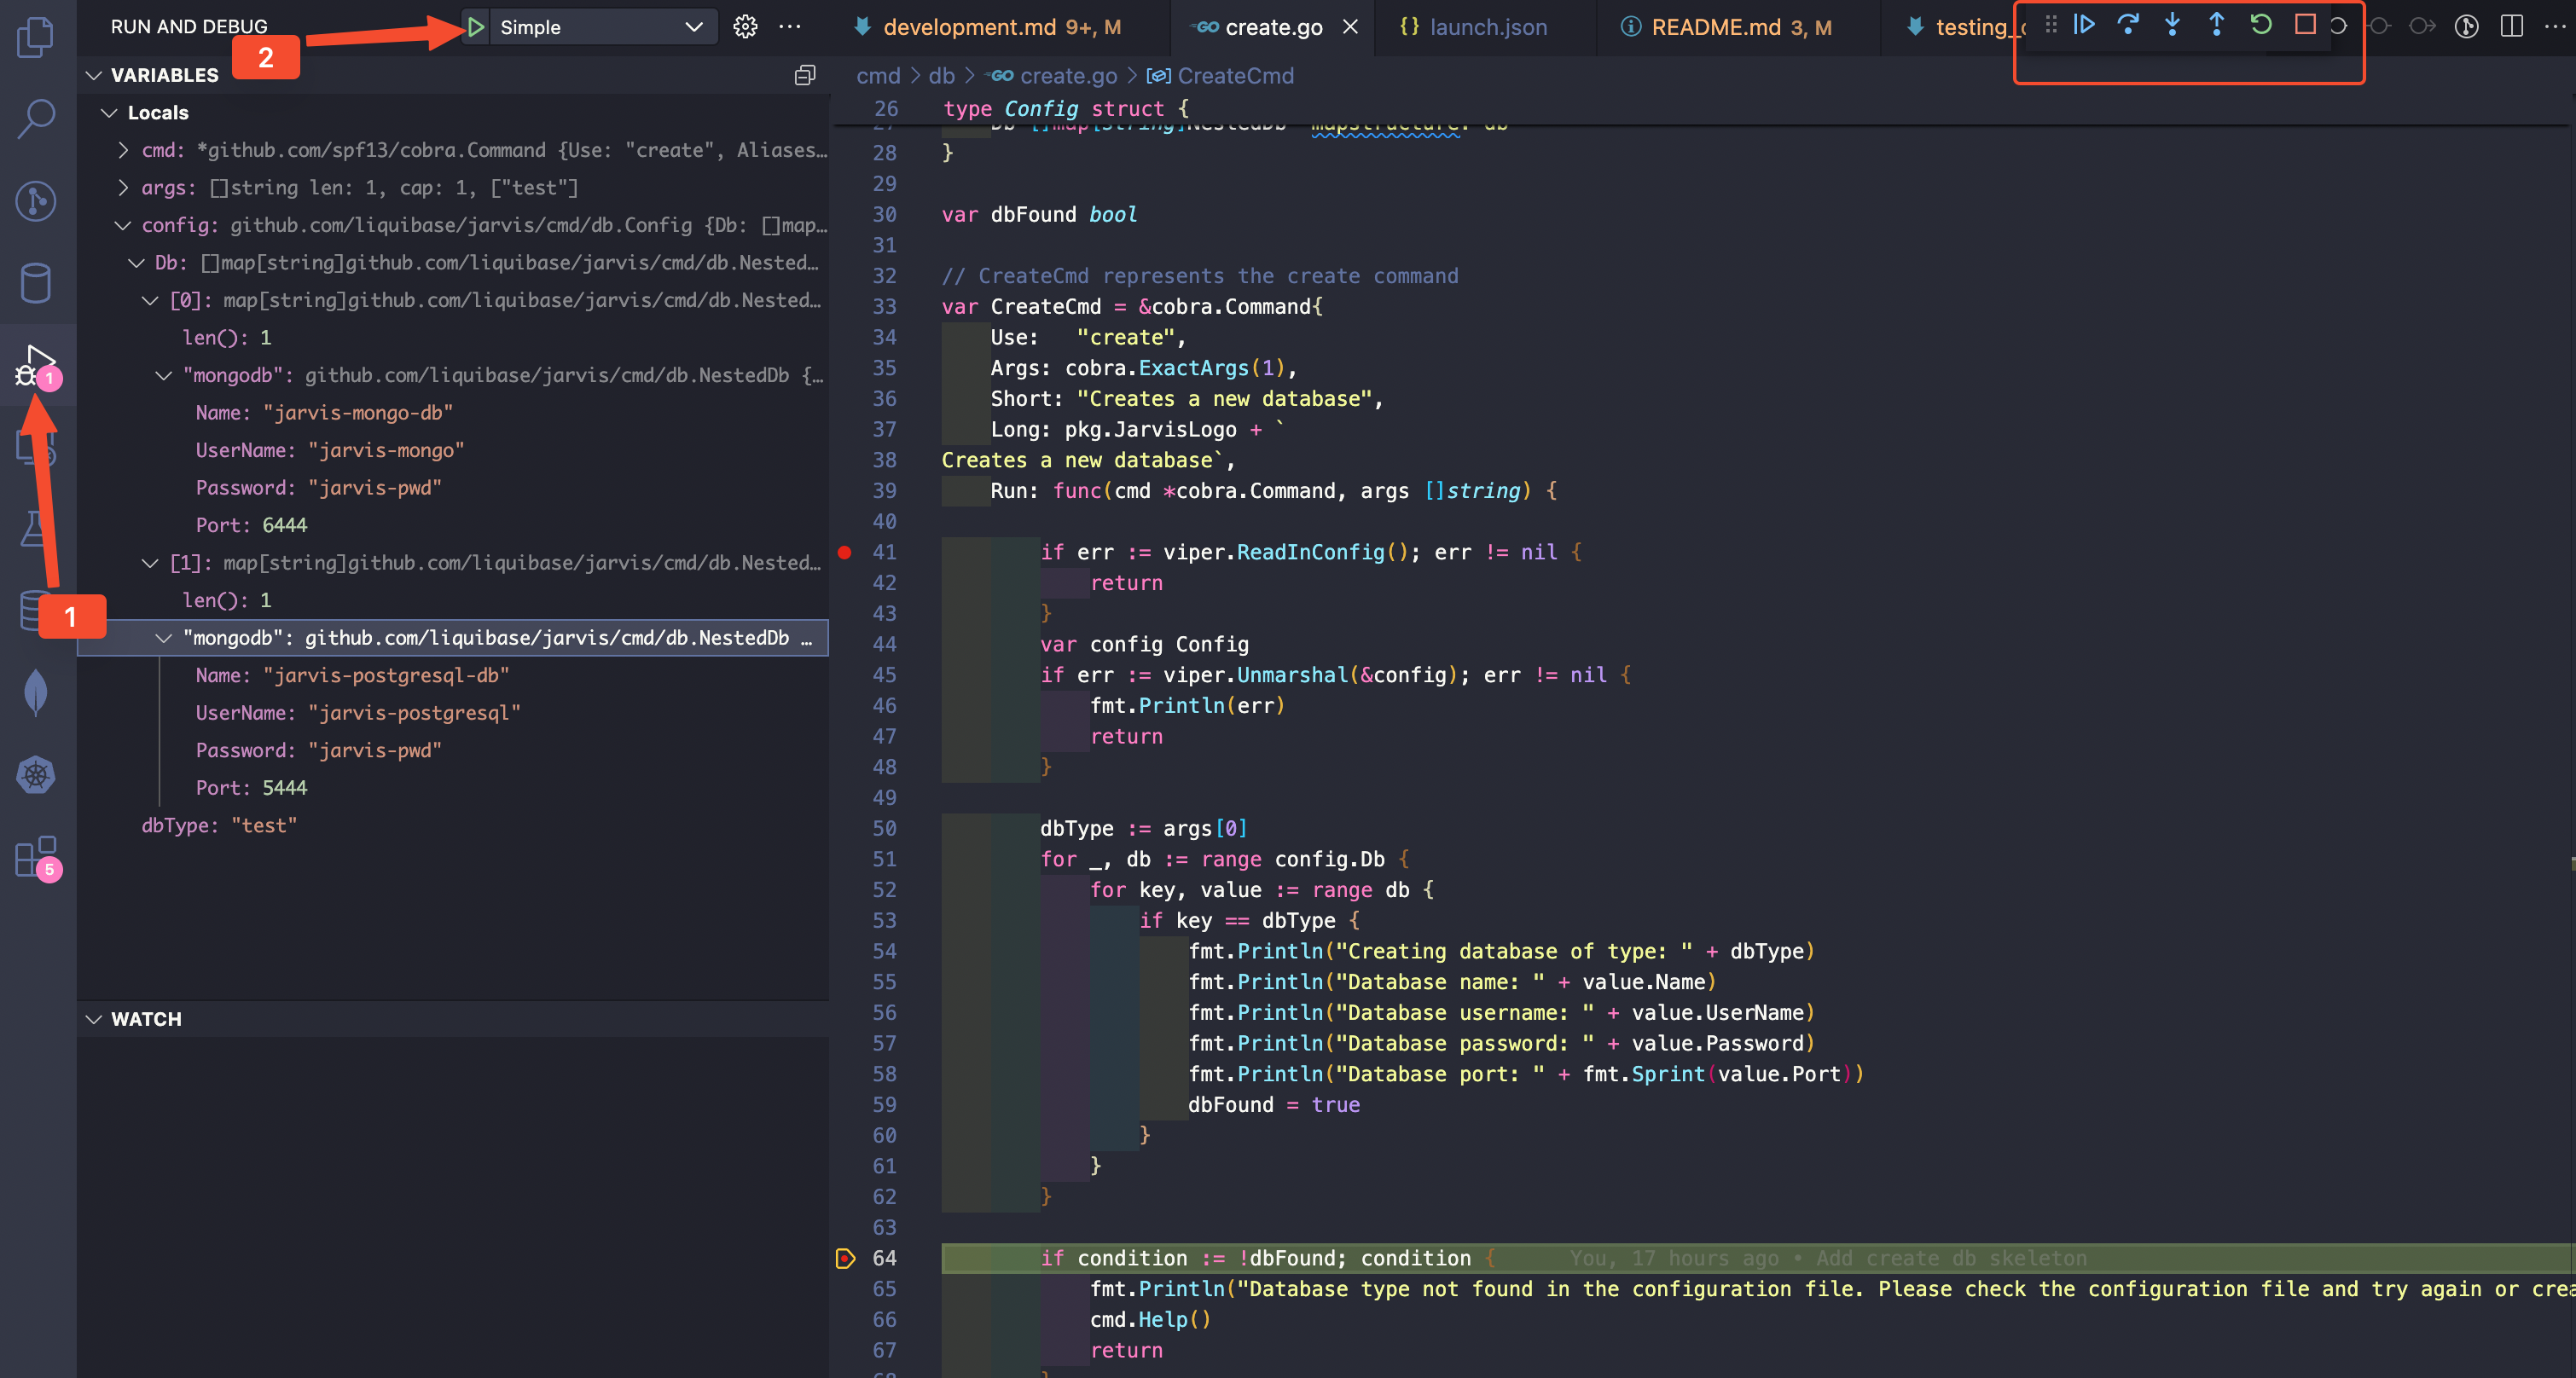 RUN AND DEBUG
2
Simple
development.md 9+, M
create.go
{} launch.json
README.md 3, M
testing_
VARIABLES
Locals
cmd: *github.com/spf13/cobra.Command {Use: "create", Aliases…
args: []string len: 1, cap: 1, ["test"]
config: github.com/liquibase/jarvis/cmd/db.Config {Db: []map…
Db: []map[string]github.com/liquibase/jarvis/cmd/db.Nested…
[0]: map[string]github.com/liquibase/jarvis/cmd/db.Nested…
len(): 1
"mongodb": github.com/liquibase/jarvis/cmd/db.NestedDb {…
Name: "jarvis-mongo-db"
UserName: "jarvis-mongo"
Password: "jarvis-pwd"
Port: 6444
[1]: map[string]github.com/liquibase/jarvis/cmd/db.Nested…
len(): 1
"mongodb": github.com/liquibase/jarvis/cmd/db.NestedDb …
Name: "jarvis-postgresql-db"
UserName: "jarvis-postgresql"
Password: "jarvis-pwd"
Port: 5444
dbType: "test"
WATCH
1
1
5
cmd > db > GO create.go > CreateCmd
26 type Config struct {
27 Db []map[string]NestedDb `mapstructure:"db"`
28 }
29
30 var dbFound bool
31
32 // CreateCmd represents the create command
33 var CreateCmd = &cobra.Command{
34 Use: "create",
35 Args: cobra.ExactArgs(1),
36 Short: "Creates a new database",
37 Long: pkg.JarvisLogo + `
38 Creates a new database`,
39 Run: func(cmd *cobra.Command, args []string) {
40
41 if err := viper.ReadInConfig(); err != nil {
42 return
43 }
44 var config Config
45 if err := viper.Unmarshal(&config); err != nil {
46 fmt.Println(err)
47 return
48 }
49
50 dbType := args[0]
51 for _, db := range config.Db {
52 for key, value := range db {
53 if key == dbType {
54 fmt.Println("Creating database of type: " + dbType)
55 fmt.Println("Database name: " + value.Name)
56 fmt.Println("Database username: " + value.UserName)
57 fmt.Println("Database password: " + value.Password)
58 fmt.Println("Database port: " + fmt.Sprint(value.Port))
59 dbFound = true
60 }
61 }
62 }
63
64 if condition := !dbFound; condition { You, 17 hours ago • Add create db skeleton
65 fmt.Println("Database type not found in the configuration file. Please check the configuration file and try again or crea
66 cmd.Help()
67 return
68 }